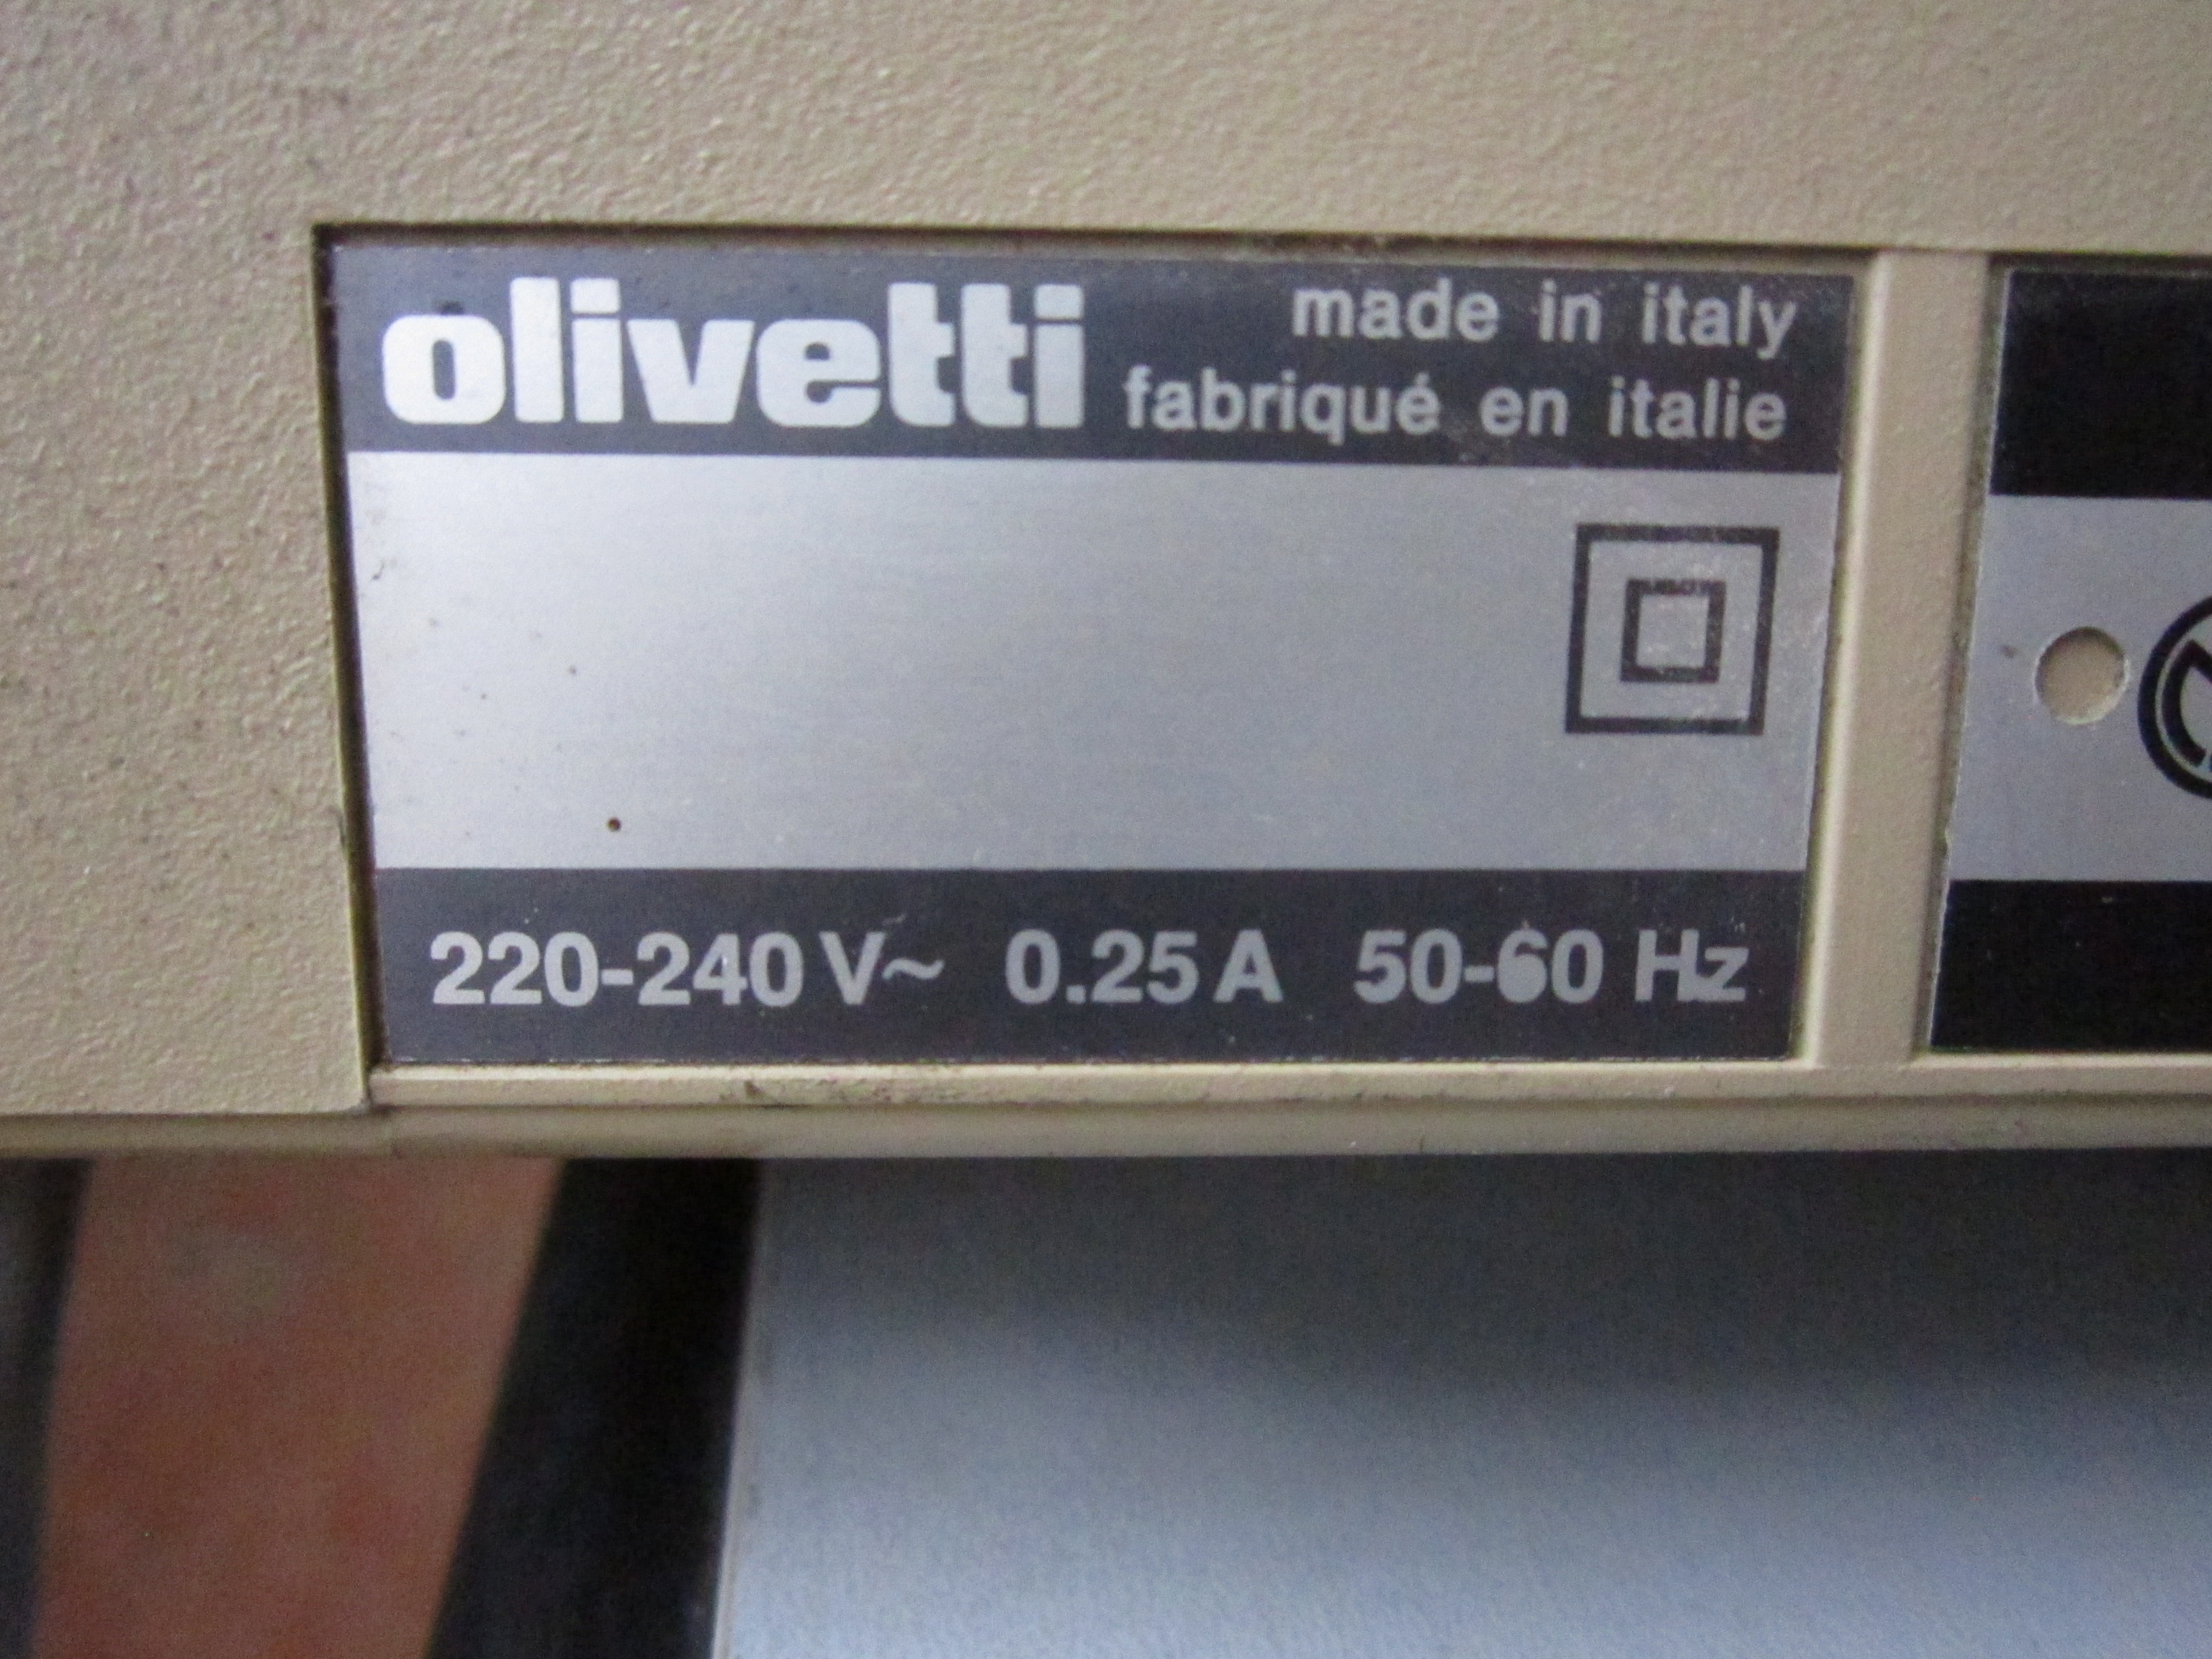 olivetti
made in italy
fabriqué en italie
220-240 V~ 0.25 A 50-60 Hz